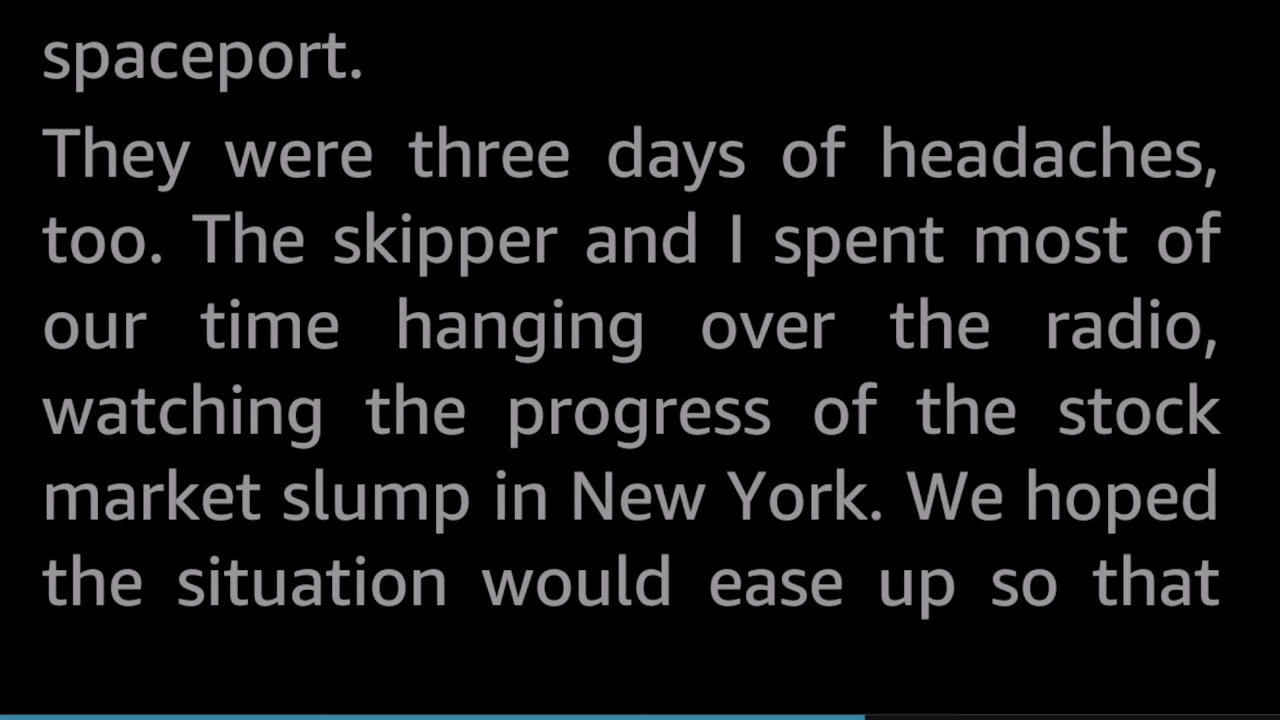 spaceport.
They were three days of headaches,
too. The skipper and I spent most of
our time hanging over the radio,
watching the progress of the stock
market slump in New York. We hoped
the situation would ease up so that